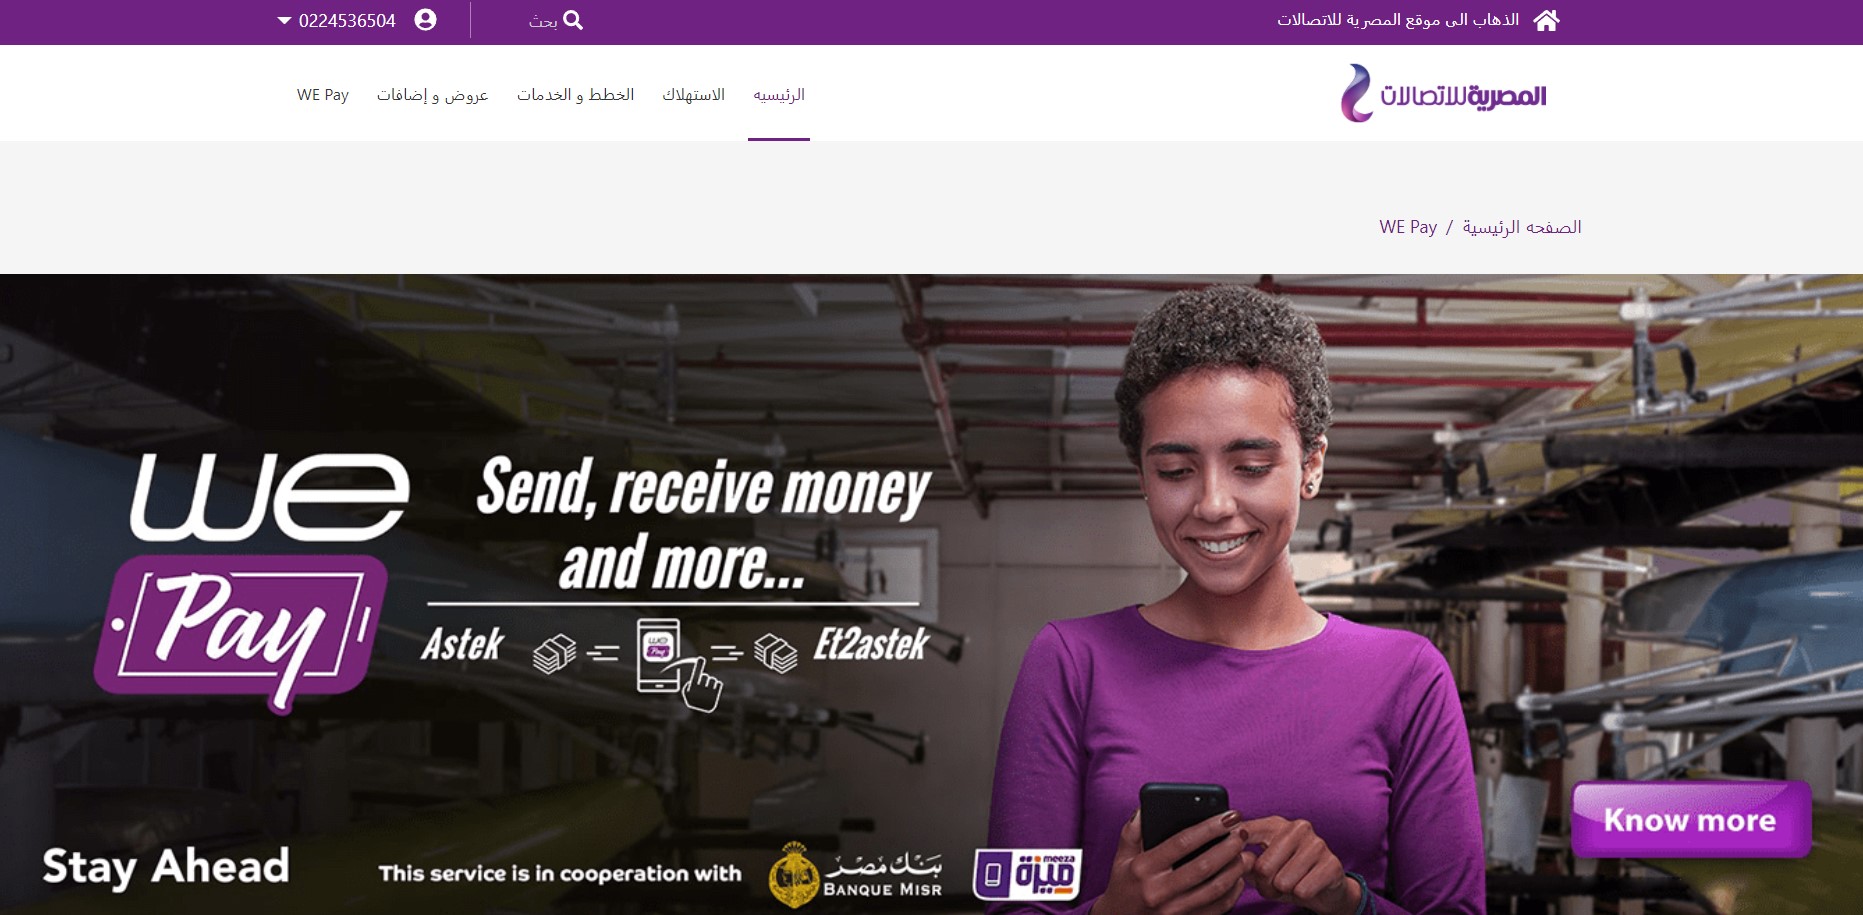 الذهاب الى موقع المصرية للاتصالات
بحث
0224536504
المصرية للاتصالات
الرئيسيه
الاستهلاك
الخطط و الخدمات
عروض و إضافات
WE Pay
الصفحه الرئيسية / WE Pay
we
Pay
Send, receive money
and more...
Astek
we
Pay
Et2astek
Know more
Stay Ahead
This service is in cooperation with
بنك مصر
BANQUE MISR
meeza
ميزة